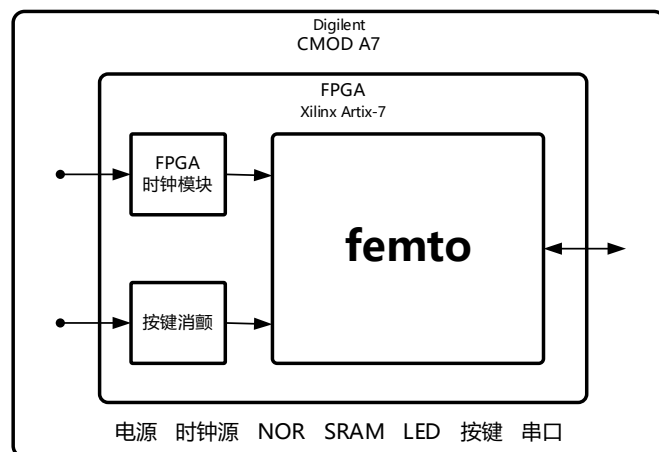 Digilent
CMOD A7
FPGA
Xilinx Artix-7
FPGA
时钟模块
femto
按键消颤
电源 时钟源 NOR SRAM LED 按键 串口